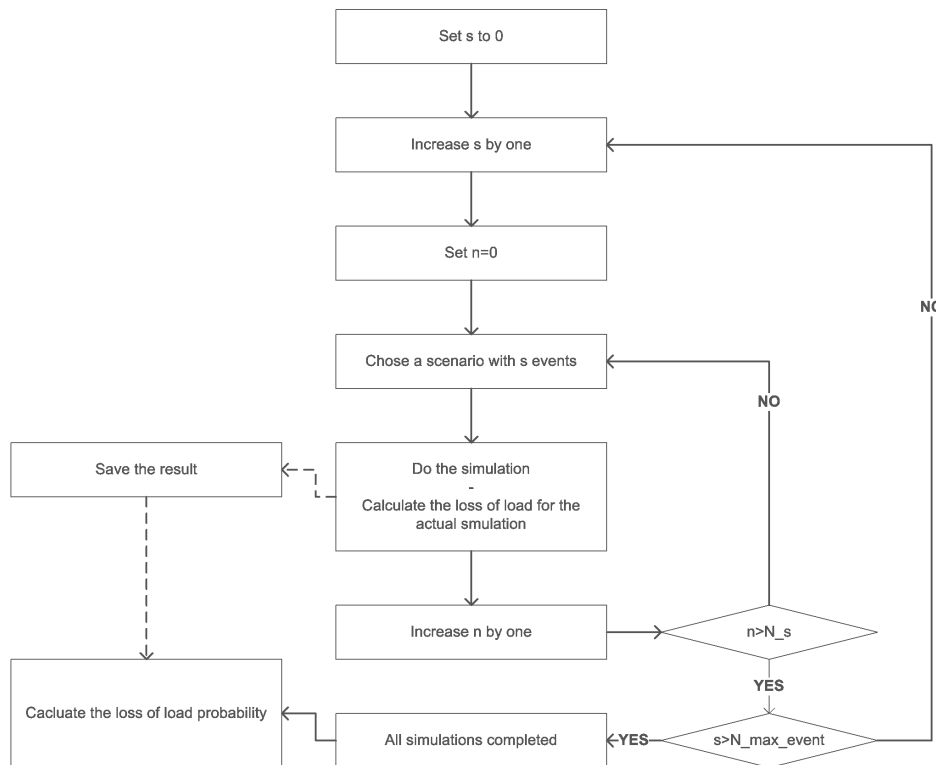 Set s to 0
Increase s by one
Set n=0
NO
Chose a scenario with s events
NO
Save the result
Do the simulation
-
Calculate the loss of load for the
actual smulation
Increase n by one
n>N_s
YES
Cacluate the loss of load probability
All simulations completed
YES
s>N_max_event